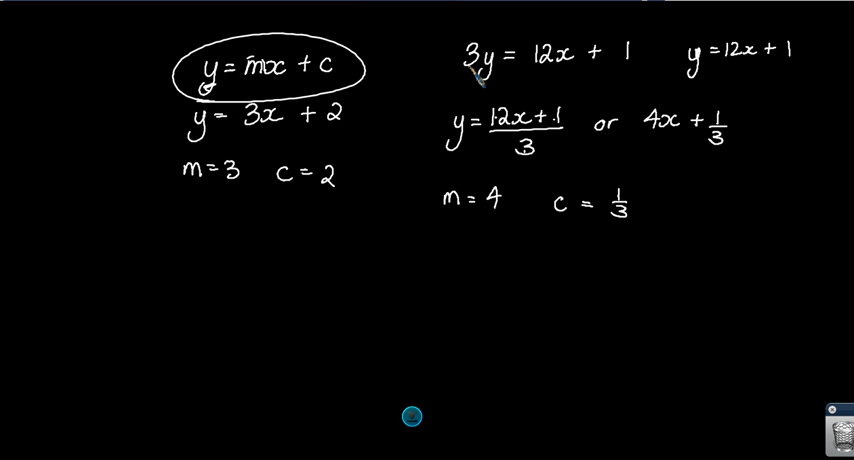 y = mx + c
y = 3x + 2
m = 3 c = 2
3y = 12x + 1 y = 12x + 1
y = 12x + 1 / 3 or 4x + 1/3
m = 4 c = 1/3